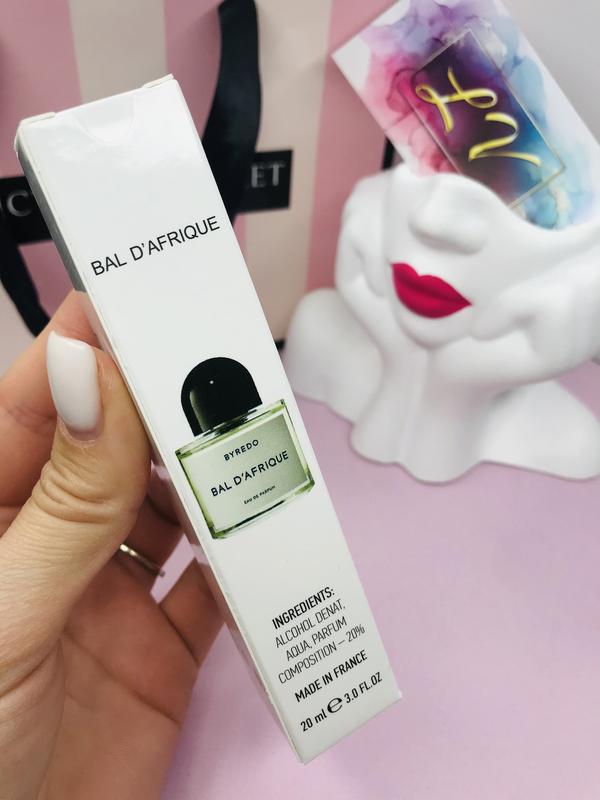 BAL D'AFRIQUE
BYREDO
BAL D'AFRIQUE
EAU DE PARFUM
INGREDIENTS:
ALCOHOL DENAT,
AQUA, PARFUM
COMPOSITION – 20%
MADE IN FRANCE
20 ml ℮ 3.0 FL.OZ